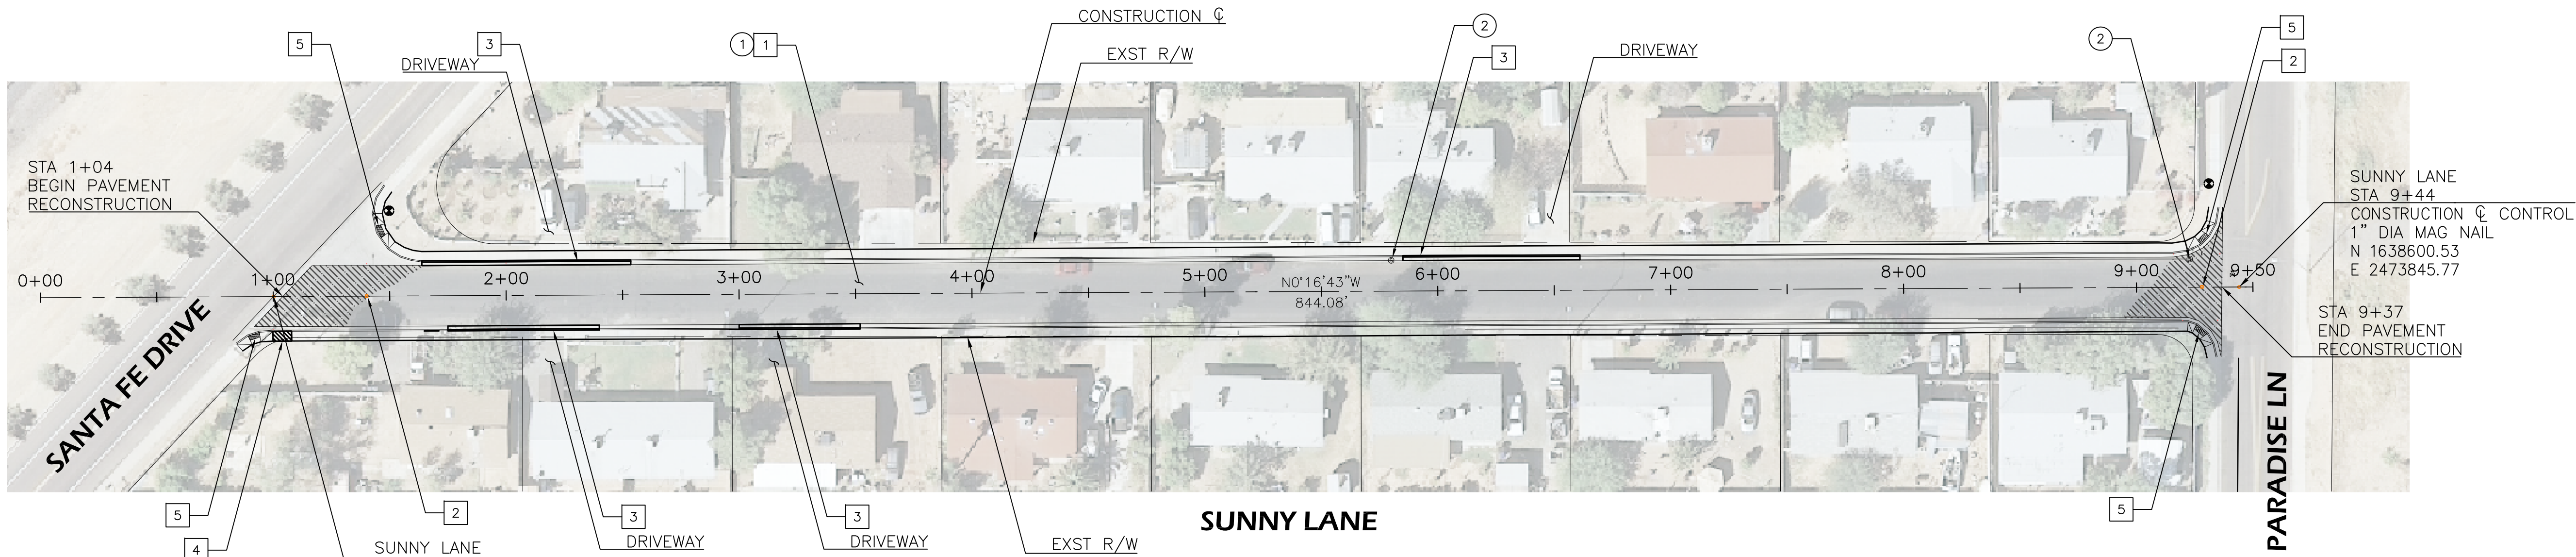 CONSTRUCTION ℄
5
DRIVEWAY
3
1
1
EXST R/W
2
3
DRIVEWAY
2
5
2
STA 1+04
BEGIN PAVEMENT
RECONSTRUCTION
SUNNY LANE
STA 9+44
CONSTRUCTION ℄ CONTROL
1" DIA MAG NAIL
N 1638600.53
E 2473845.77
0+00
1+00
2+00
3+00
4+00
5+00
6+00
7+00
8+00
9+00
9+50
N0°16'43"W
844.08'
STA 9+37
END PAVEMENT
RECONSTRUCTION
SANTA FE DRIVE
PARADISE LN
5
4
2
SUNNY LANE
3
DRIVEWAY
3
DRIVEWAY
EXST R/W
SUNNY LANE
5